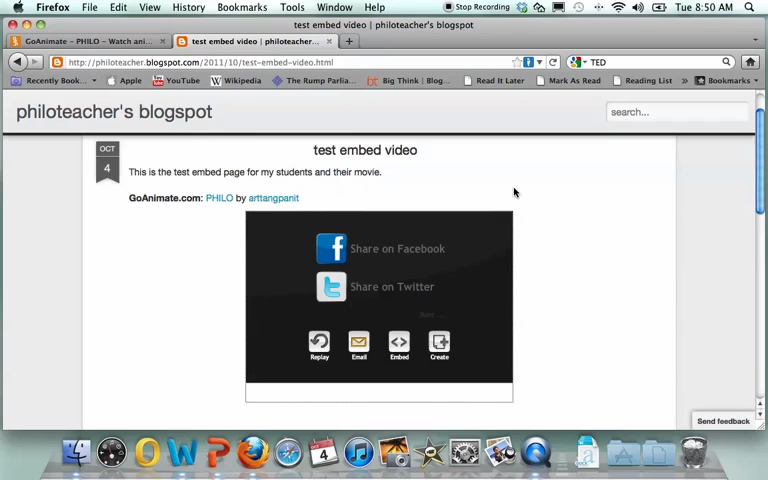 Firefox File Edit View History Bookmarks Tools Window Help Stop Recording Tue 8:50 AM
test embed video | philoteacher's blogspot
GoAnimate – PHILO – Watch ani... test embed video | philoteacher...
http://philoteacher.blogspot.com/2011/10/test-embed-video.html TED
Recently Book... Apple YouTube Wikipedia The Rump Parlia... Big Think | Blog... Read It Later Mark As Read Reading List » Bookmarks
philoteacher's blogspot
search...
OCT
4
test embed video
This is the test embed page for my students and their movie.
GoAnimate.com: PHILO by arttangpanit
Share on Facebook
Share on Twitter
Replay Email Embed Create
Send feedback
OCT
4